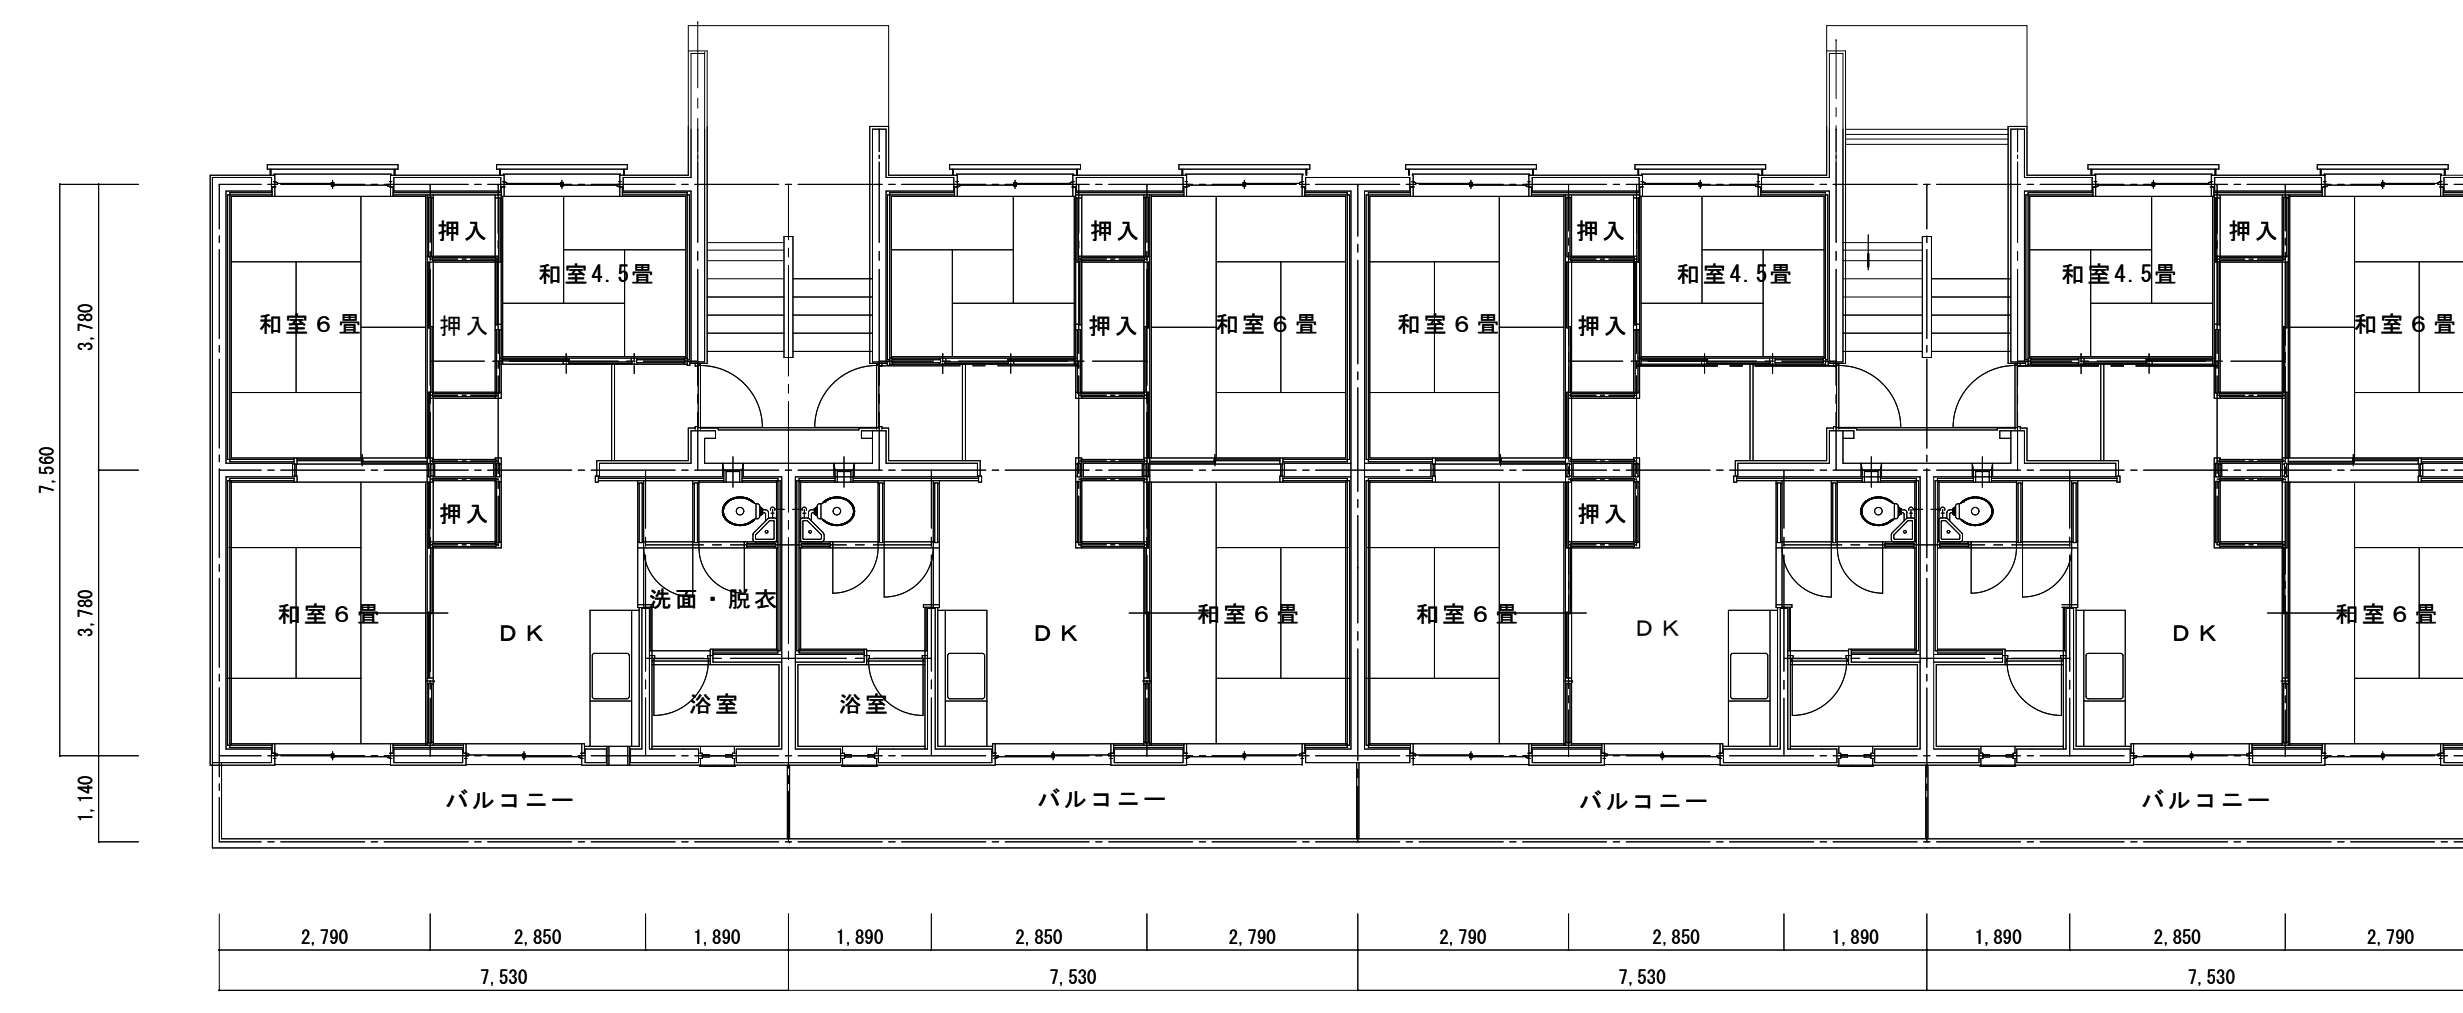 押入
押入
押入
押入
和室4.5畳
和室4.5畳
和室4.5畳
和室６畳
押入
押入
和室６畳
和室６畳
押入
和室６畳
3,780
7,560
押入
押入
洗面・脱衣
和室６畳
和室６畳
和室６畳
和室６畳
3,780
ＤＫ
ＤＫ
ＤＫ
ＤＫ
浴室
浴室
1,140
バルコニー
バルコニー
バルコニー
バルコニー
2,790 2,850 1,890 1,890 2,850 2,790 2,790 2,850 1,890 1,890 2,850 2,790
7,530 7,530 7,530 7,530